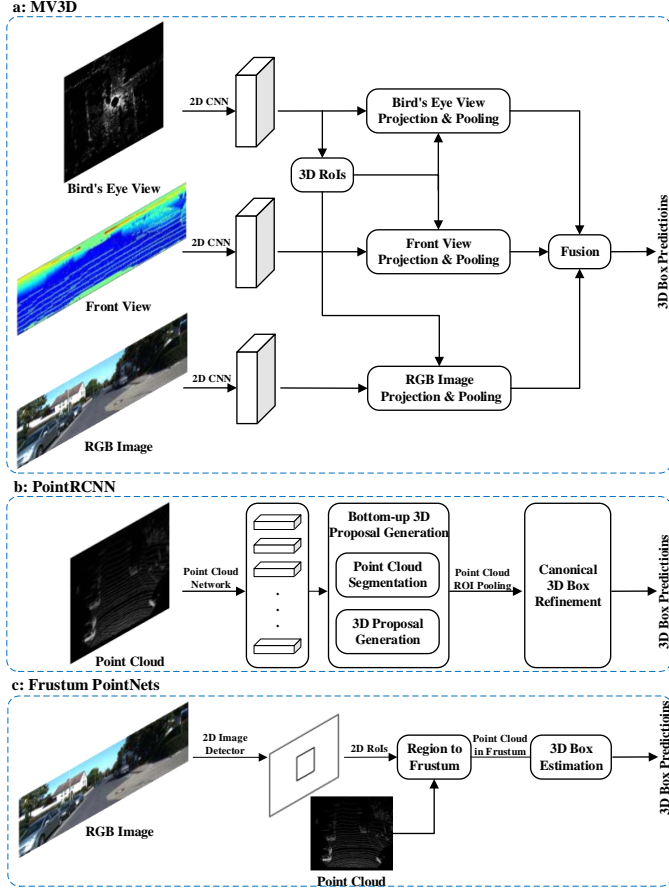 a: MV3D
2D CNN
Bird's Eye View
Bird's Eye View
Projection & Pooling
3D RoIs
2D CNN
Front View
Front View
Projection & Pooling
Fusion
3D Box Predictioins
2D CNN
RGB Image
RGB Image
Projection & Pooling
b: PointRCNN
Point Cloud
Point Cloud
Network
Bottom-up 3D
Proposal Generation
Point Cloud
Segmentation
3D Proposal
Generation
Point Cloud
ROI Pooling
Canonical
3D Box
Refinement
3D Box Predictioins
c: Frustum PointNets
RGB Image
2D Image
Detector
2D RoIs
Point Cloud
Region to
Frustum
Point Cloud
in Frustum
3D Box
Estimation
3D Box Predictioins